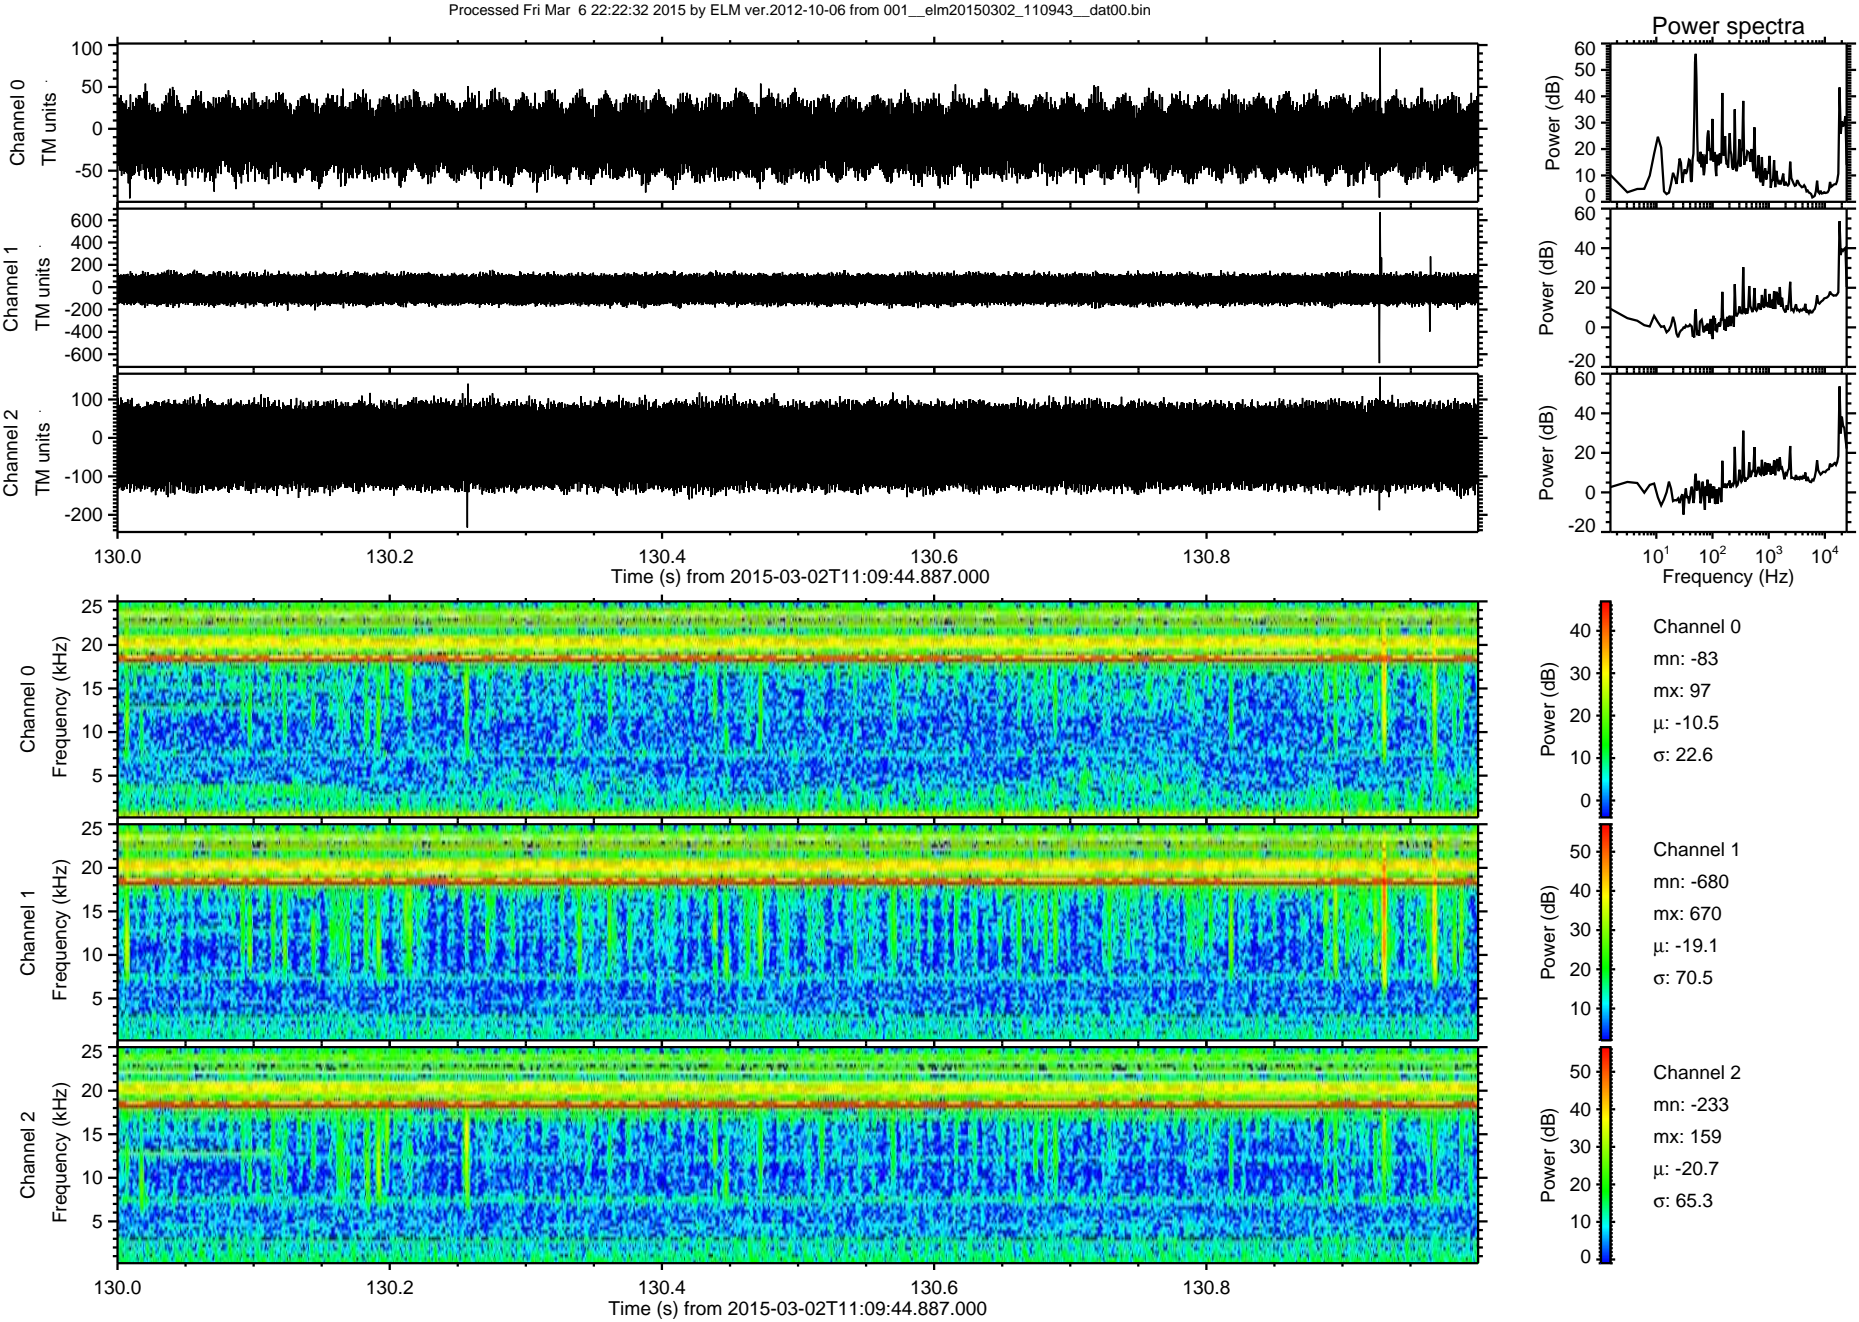 Processed Fri Mar  6 22:22:32 2015 by ELM ver.2012-10-06 from 001__elm20150302_110943__dat00.bin
Power spectra
Channel 0
TM units
100
50
0
-50
Power (dB)
60
50
40
30
20
10
0
Channel 1
TM units
600
400
200
0
-200
-400
-600
Power (dB)
60
40
20
0
-20
Channel 2
TM units
100
0
-100
-200
Power (dB)
60
40
20
0
-20
130.0 130.2 130.4 130.6 130.8
Time (s) from 2015-03-02T11:09:44.887.000
10¹ 10² 10³ 10⁴
Frequency (Hz)
Channel 0
Frequency (kHz)
25
20
15
10
5
Power (dB)
40
30
20
10
0
Channel 0
mn: -83
mx: 97
μ: -10.5
σ: 22.6
Channel 1
Frequency (kHz)
25
20
15
10
5
Power (dB)
50
40
30
20
10
Channel 1
mn: -680
mx: 670
μ: -19.1
σ: 70.5
Channel 2
Frequency (kHz)
25
20
15
10
5
Power (dB)
50
40
30
20
10
0
Channel 2
mn: -233
mx: 159
μ: -20.7
σ: 65.3
130.0 130.2 130.4 130.6 130.8
Time (s) from 2015-03-02T11:09:44.887.000